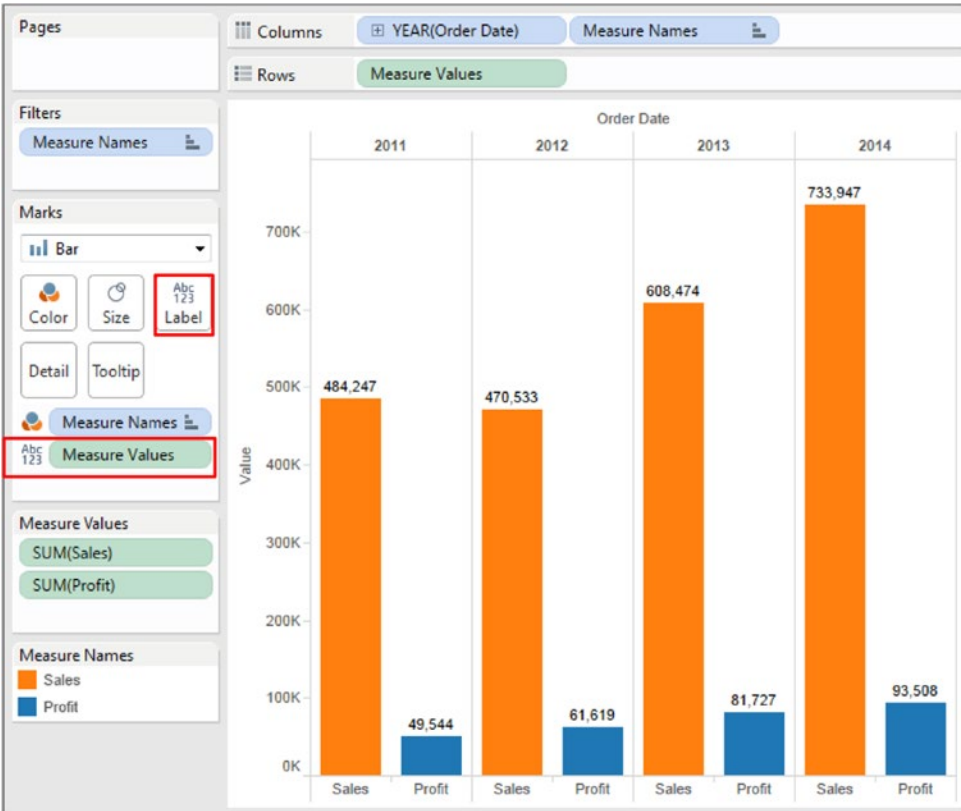 Pages
Columns
YEAR(Order Date)
Measure Names
Rows
Measure Values
Filters
Measure Names
Marks
Bar
Color
Size
Abc
123
Label
Detail
Tooltip
Measure Names
Abc
123
Measure Values
Measure Values
SUM(Sales)
SUM(Profit)
Measure Names
Sales
Profit
Order Date
2011 2012 2013 2014
Value
700K
600K
500K
400K
300K
200K
100K
0K
484,247
49,544
470,533
61,619
608,474
81,727
733,947
93,508
Sales Profit Sales Profit Sales Profit Sales Profit